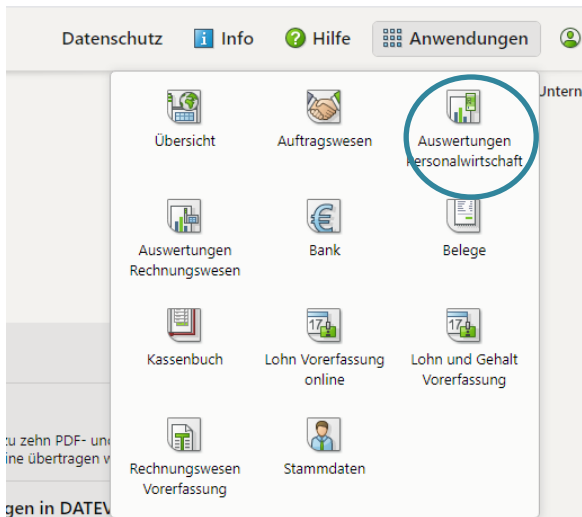 Datenschutz Info Hilfe Anwendungen
Untern
Übersicht Auftragswesen Auswertungen
Personalwirtschaft
Auswertungen Bank Belege
Rechnungswesen
Kassenbuch Lohn Vorerfassung Lohn und Gehalt
online Vorerfassung
zu zehn PDF- und
ine übertragen w
Rechnungswesen Stammdaten
Vorerfassung
gen in DATEV